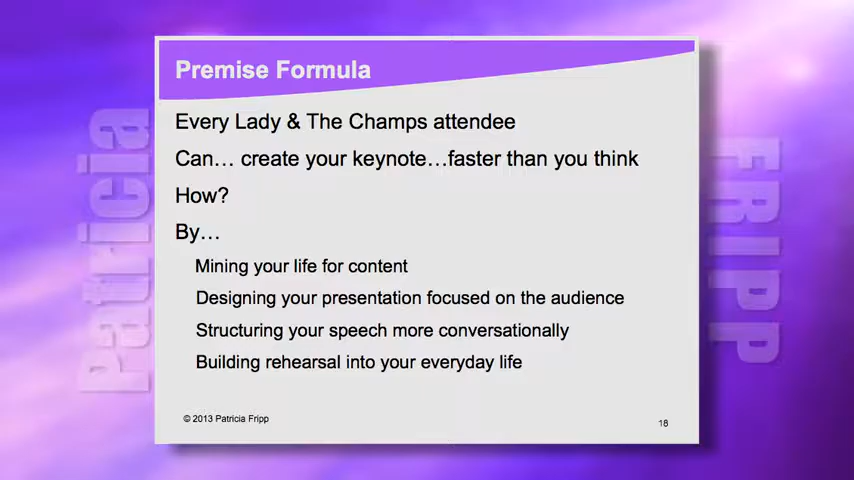 Premise Formula
Every Lady & The Champs attendee
Can… create your keynote…faster than you think
How?
By…
Mining your life for content
Designing your presentation focused on the audience
Structuring your speech more conversationally
Building rehearsal into your everyday life
© 2013 Patricia Fripp
18
Patricia
FRIPP